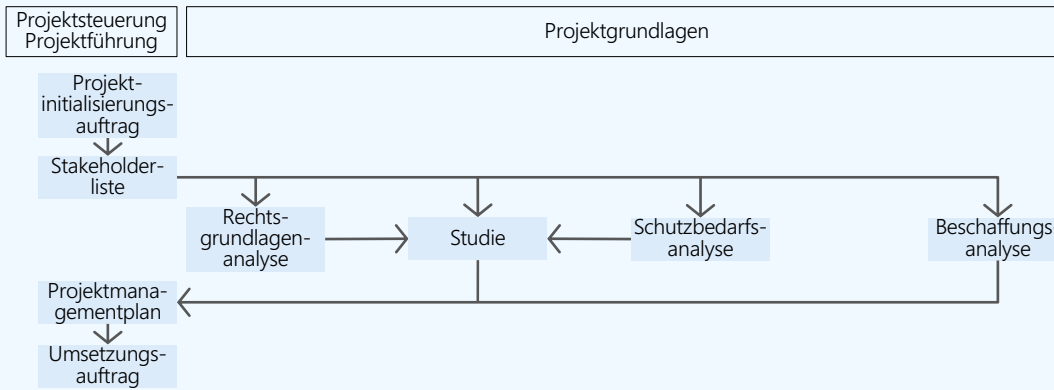 Projektsteuerung
Projektführung
Projektgrundlagen
Projekt-
initialisierungs-
auftrag
Stakeholder-
liste
Rechts-
grundlagen-
analyse
Studie
Schutzbedarfs-
analyse
Beschaffungs-
analyse
Projektmana-
gementplan
Umsetzungs-
auftrag